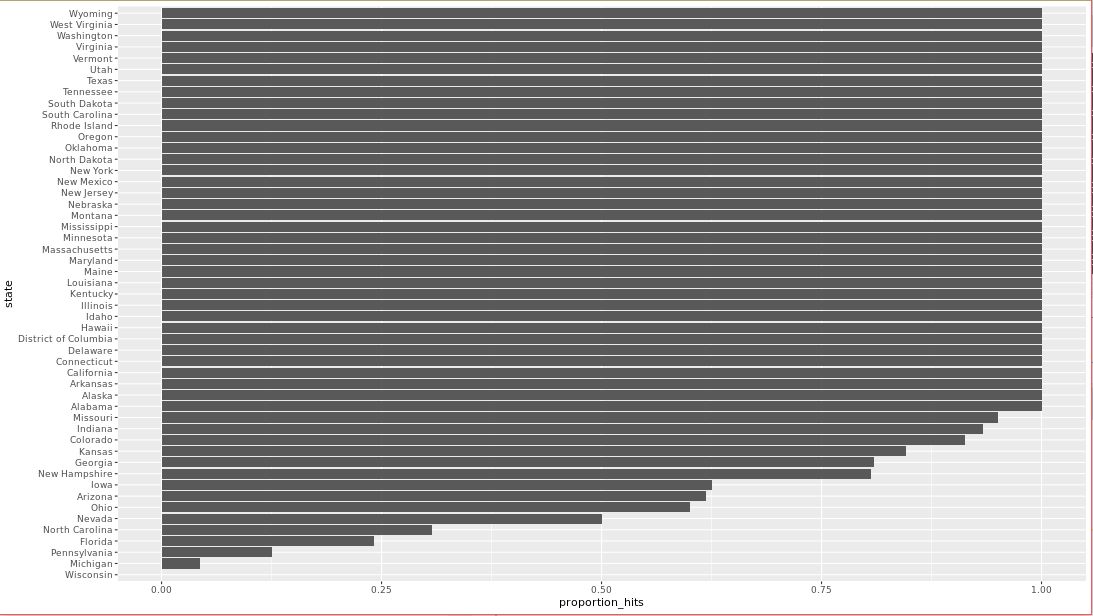 Wyoming
West Virginia
Washington
Virginia
Vermont
Utah
Texas
Tennessee
South Dakota
South Carolina
Rhode Island
Oregon
Oklahoma
North Dakota
New York
New Mexico
New Jersey
Nebraska
Montana
Mississippi
Minnesota
Massachusetts
Maryland
Maine
Louisiana
Kentucky
Illinois
Idaho
Hawaii
District of Columbia
Delaware
Connecticut
California
Arkansas
Alaska
Alabama
Missouri
Indiana
Colorado
Kansas
Georgia
New Hampshire
Iowa
Arizona
Ohio
Nevada
North Carolina
Florida
Pennsylvania
Michigan
Wisconsin
state
0.00 0.25 0.50 0.75 1.00
proportion_hits